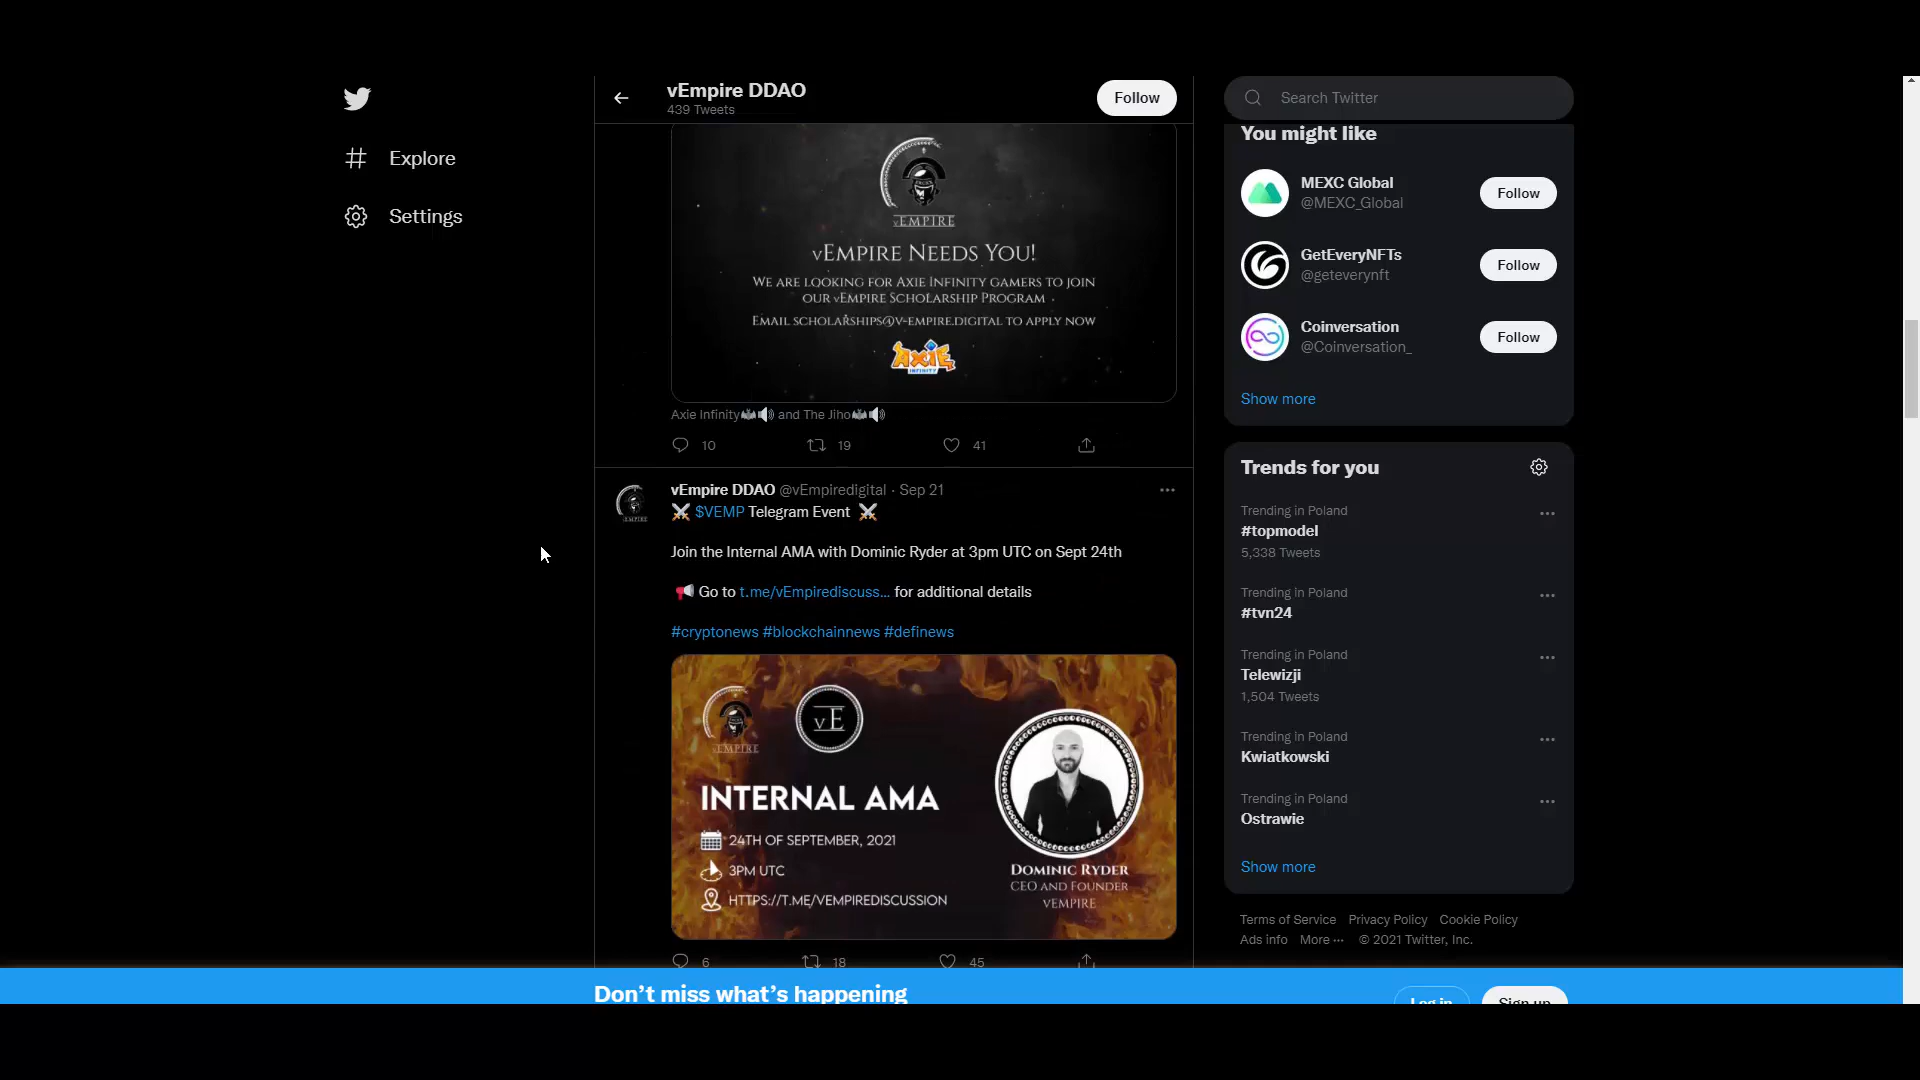 Explore
Settings
vEmpire DDAO
439 Tweets
Follow
vEMPIRE
vEmpire Needs You!
We are looking for Axie Infinity gamers to join
our vEmpire Scholarship Program
Email scholarships@v-empire.digital to apply now
AXIE
INFINITY
Axie Infinity🦇🔊 and The Jiho🦇🔊
10 19 41
vEmpire DDAO @vEmpiredigital · Sep 21
⚔️ $VEMP Telegram Event ⚔️
Join the Internal AMA with Dominic Ryder at 3pm UTC on Sept 24th
📢 Go to t.me/vEmpirediscuss... for additional details
#cryptonews #blockchainnews #definews
vEMPIRE
vE
INTERNAL AMA
24TH OF SEPTEMBER, 2021
3PM UTC
HTTPS://T.ME/VEMPIREDISCUSSION
Dominic Ryder
CEO and Founder
vEmpire
6 18 45
Search Twitter
You might like
MEXC Global
@MEXC_Global
Follow
GetEveryNFTs
@geteverynft
Follow
Coinversation
@Coinversation_
Follow
Show more
Trends for you
Trending in Poland
#topmodel
5,338 Tweets
Trending in Poland
#tvn24
Trending in Poland
Telewizji
1,504 Tweets
Trending in Poland
Kwiatkowski
Trending in Poland
Ostrawie
Show more
Terms of Service Privacy Policy Cookie Policy
Ads info More ··· © 2021 Twitter, Inc.
Don't miss what's happening
Log in
Sign up